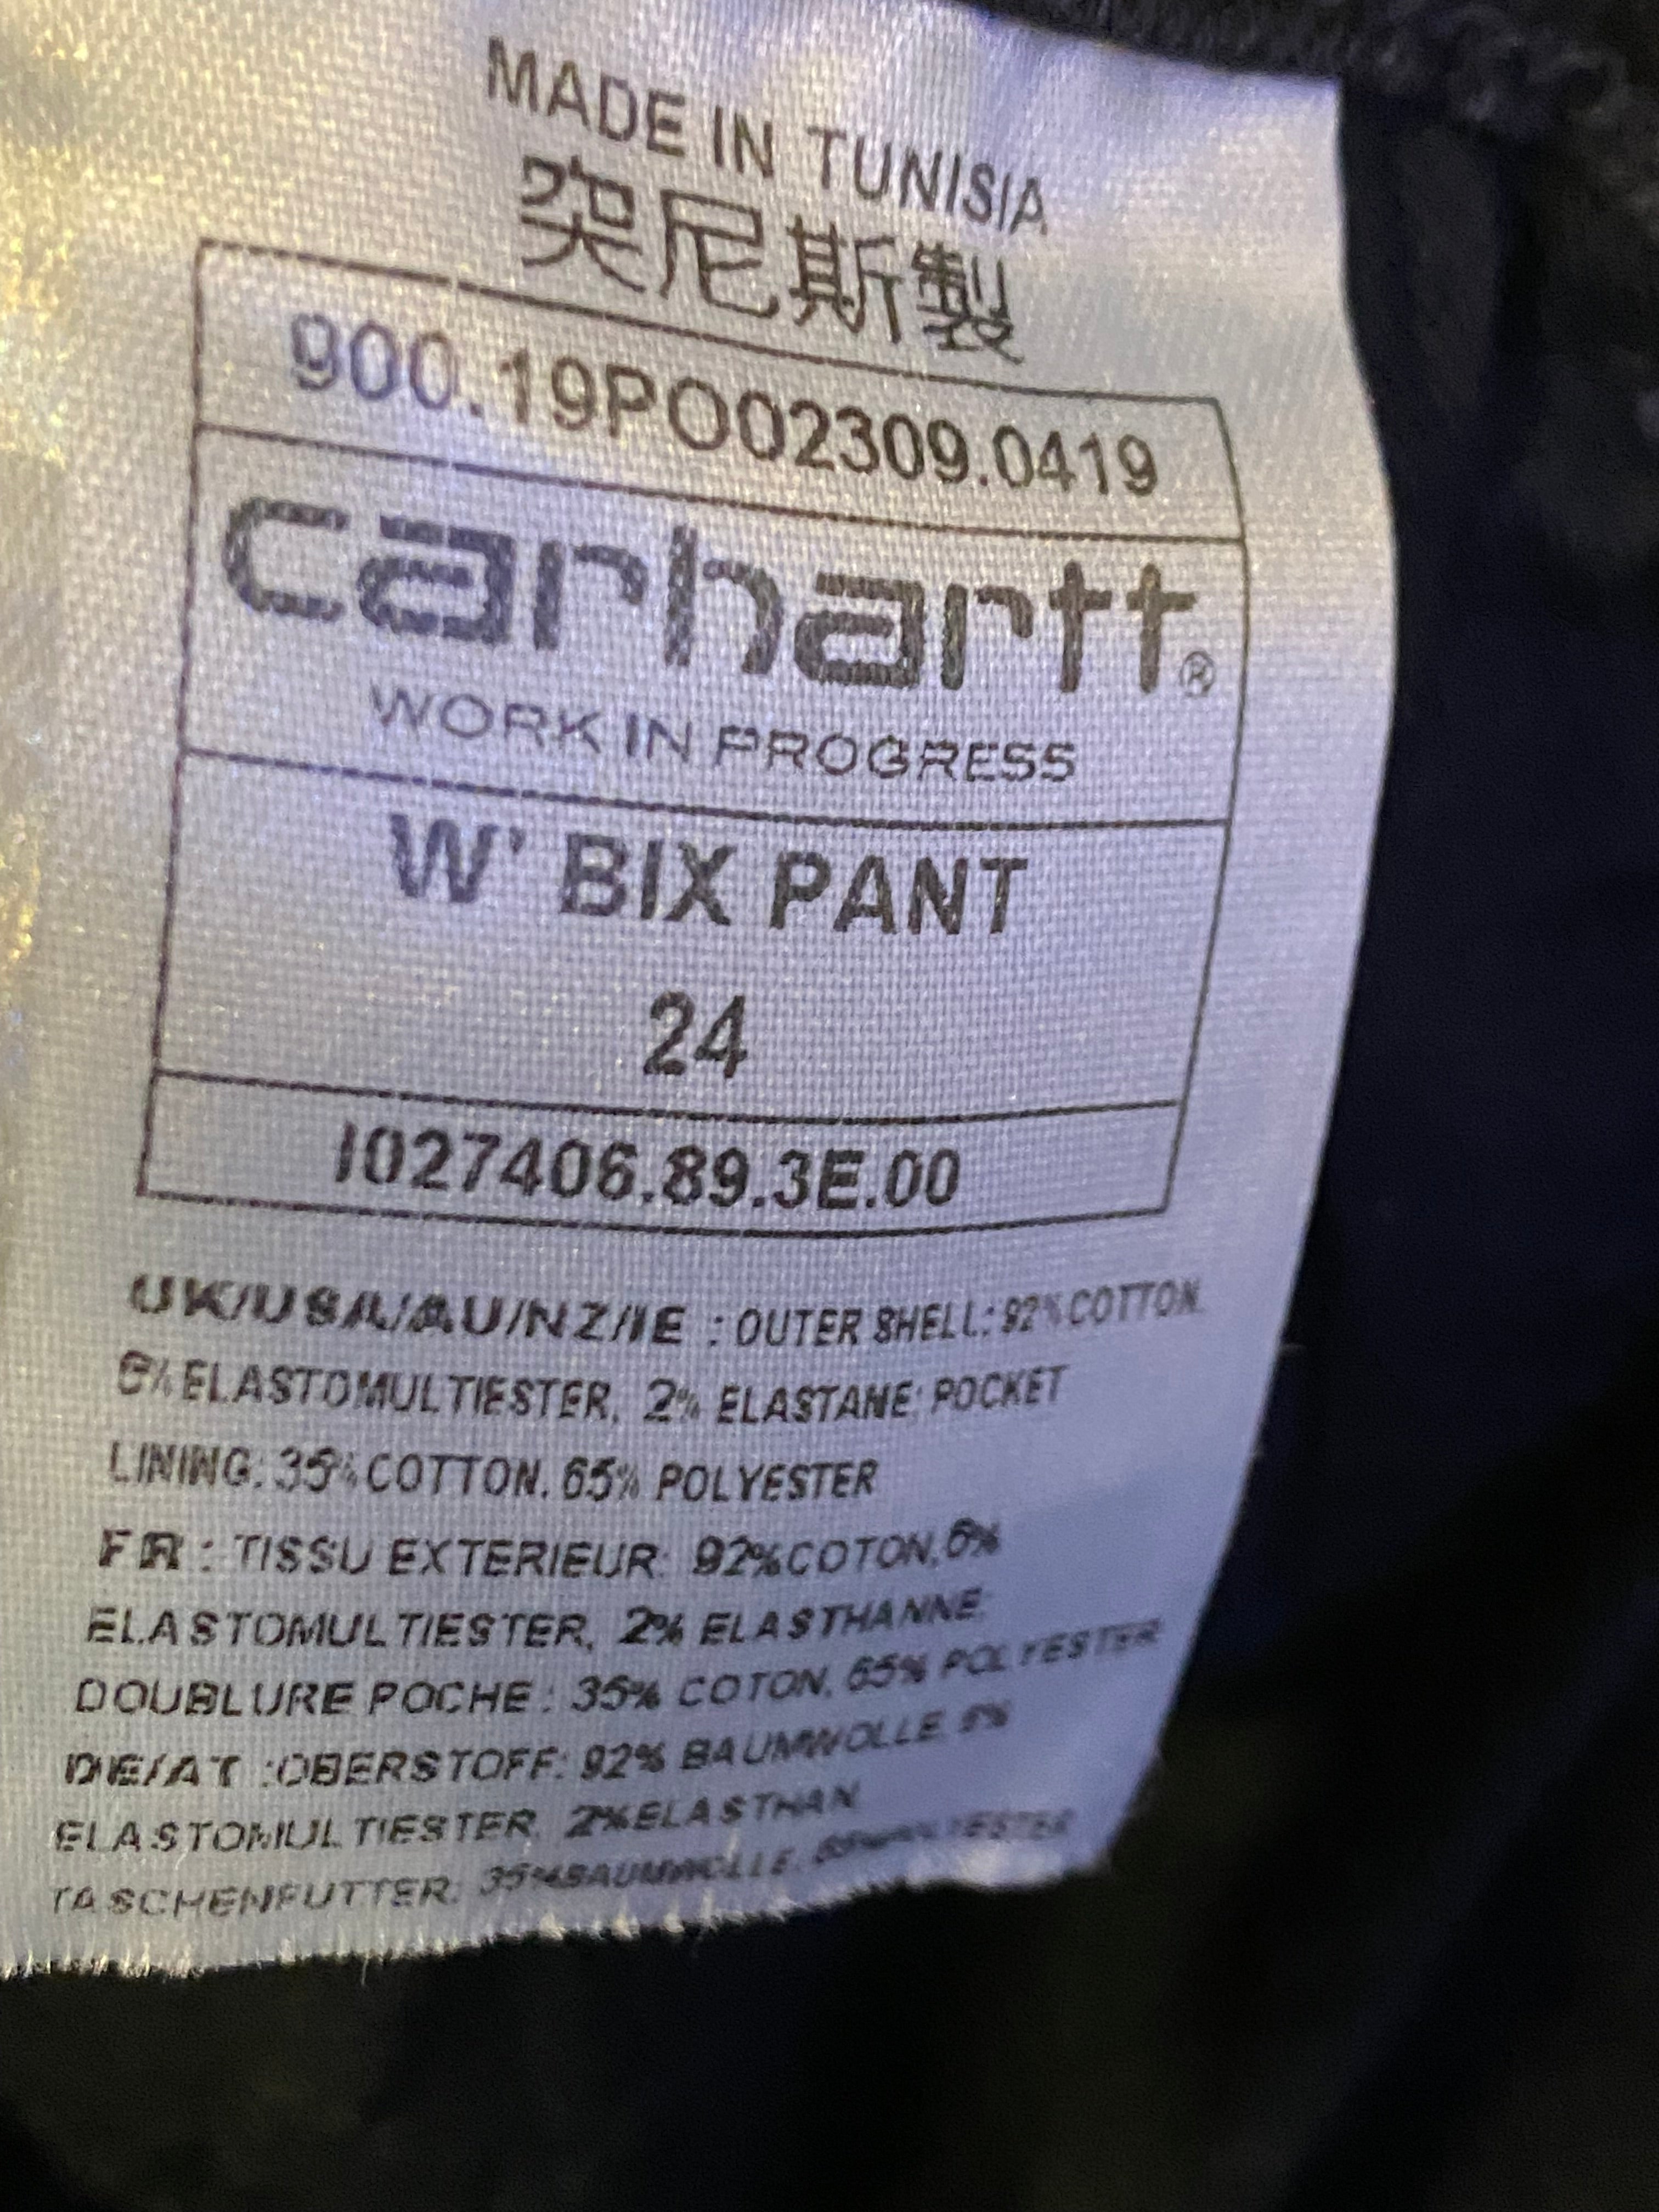 MADE IN TUNISIA
突尼斯製
900.19PO02309.0419
carhartt®
WORK IN PROGRESS
W' BIX PANT
24
I027406.89.3E.00
UK/USA/AU/NZ/IE : OUTER SHELL: 92% COTTON,
6% ELASTOMULTIESTER, 2% ELASTANE; POCKET
LINING: 35% COTTON, 65% POLYESTER
FR : TISSU EXTERIEUR: 92% COTON, 6%
ELASTOMULTIESTER, 2% ELASTHANNE;
DOUBLURE POCHE : 35% COTON, 65% POLYESTER
DE/AT :OBERSTOFF: 92% BAUMWOLLE, 6%
ELASTOMULTIESTER, 2% ELASTHAN
TASCHENFUTTER: 35% BAUMWOLLE, 65% POLYESTER